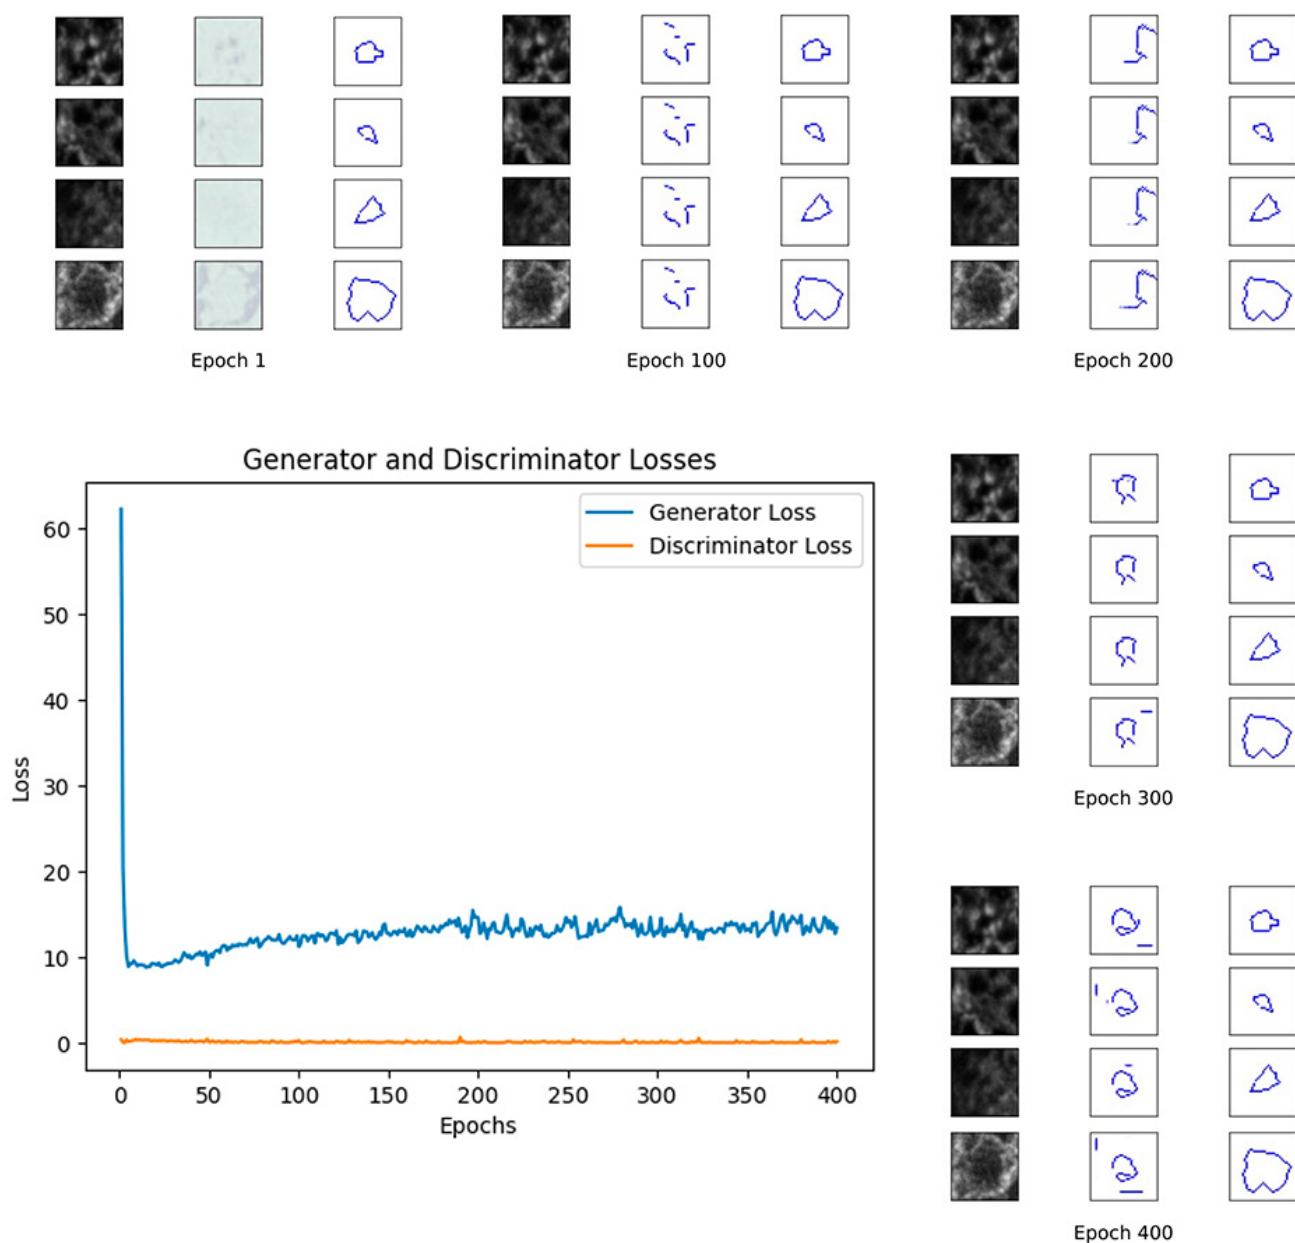 Epoch 1
Epoch 100
Epoch 200
Generator and Discriminator Losses
Generator Loss
Discriminator Loss
60
50
40
30
20
10
0
Loss
0 50 100 150 200 250 300 350 400
Epochs
Epoch 300
Epoch 400